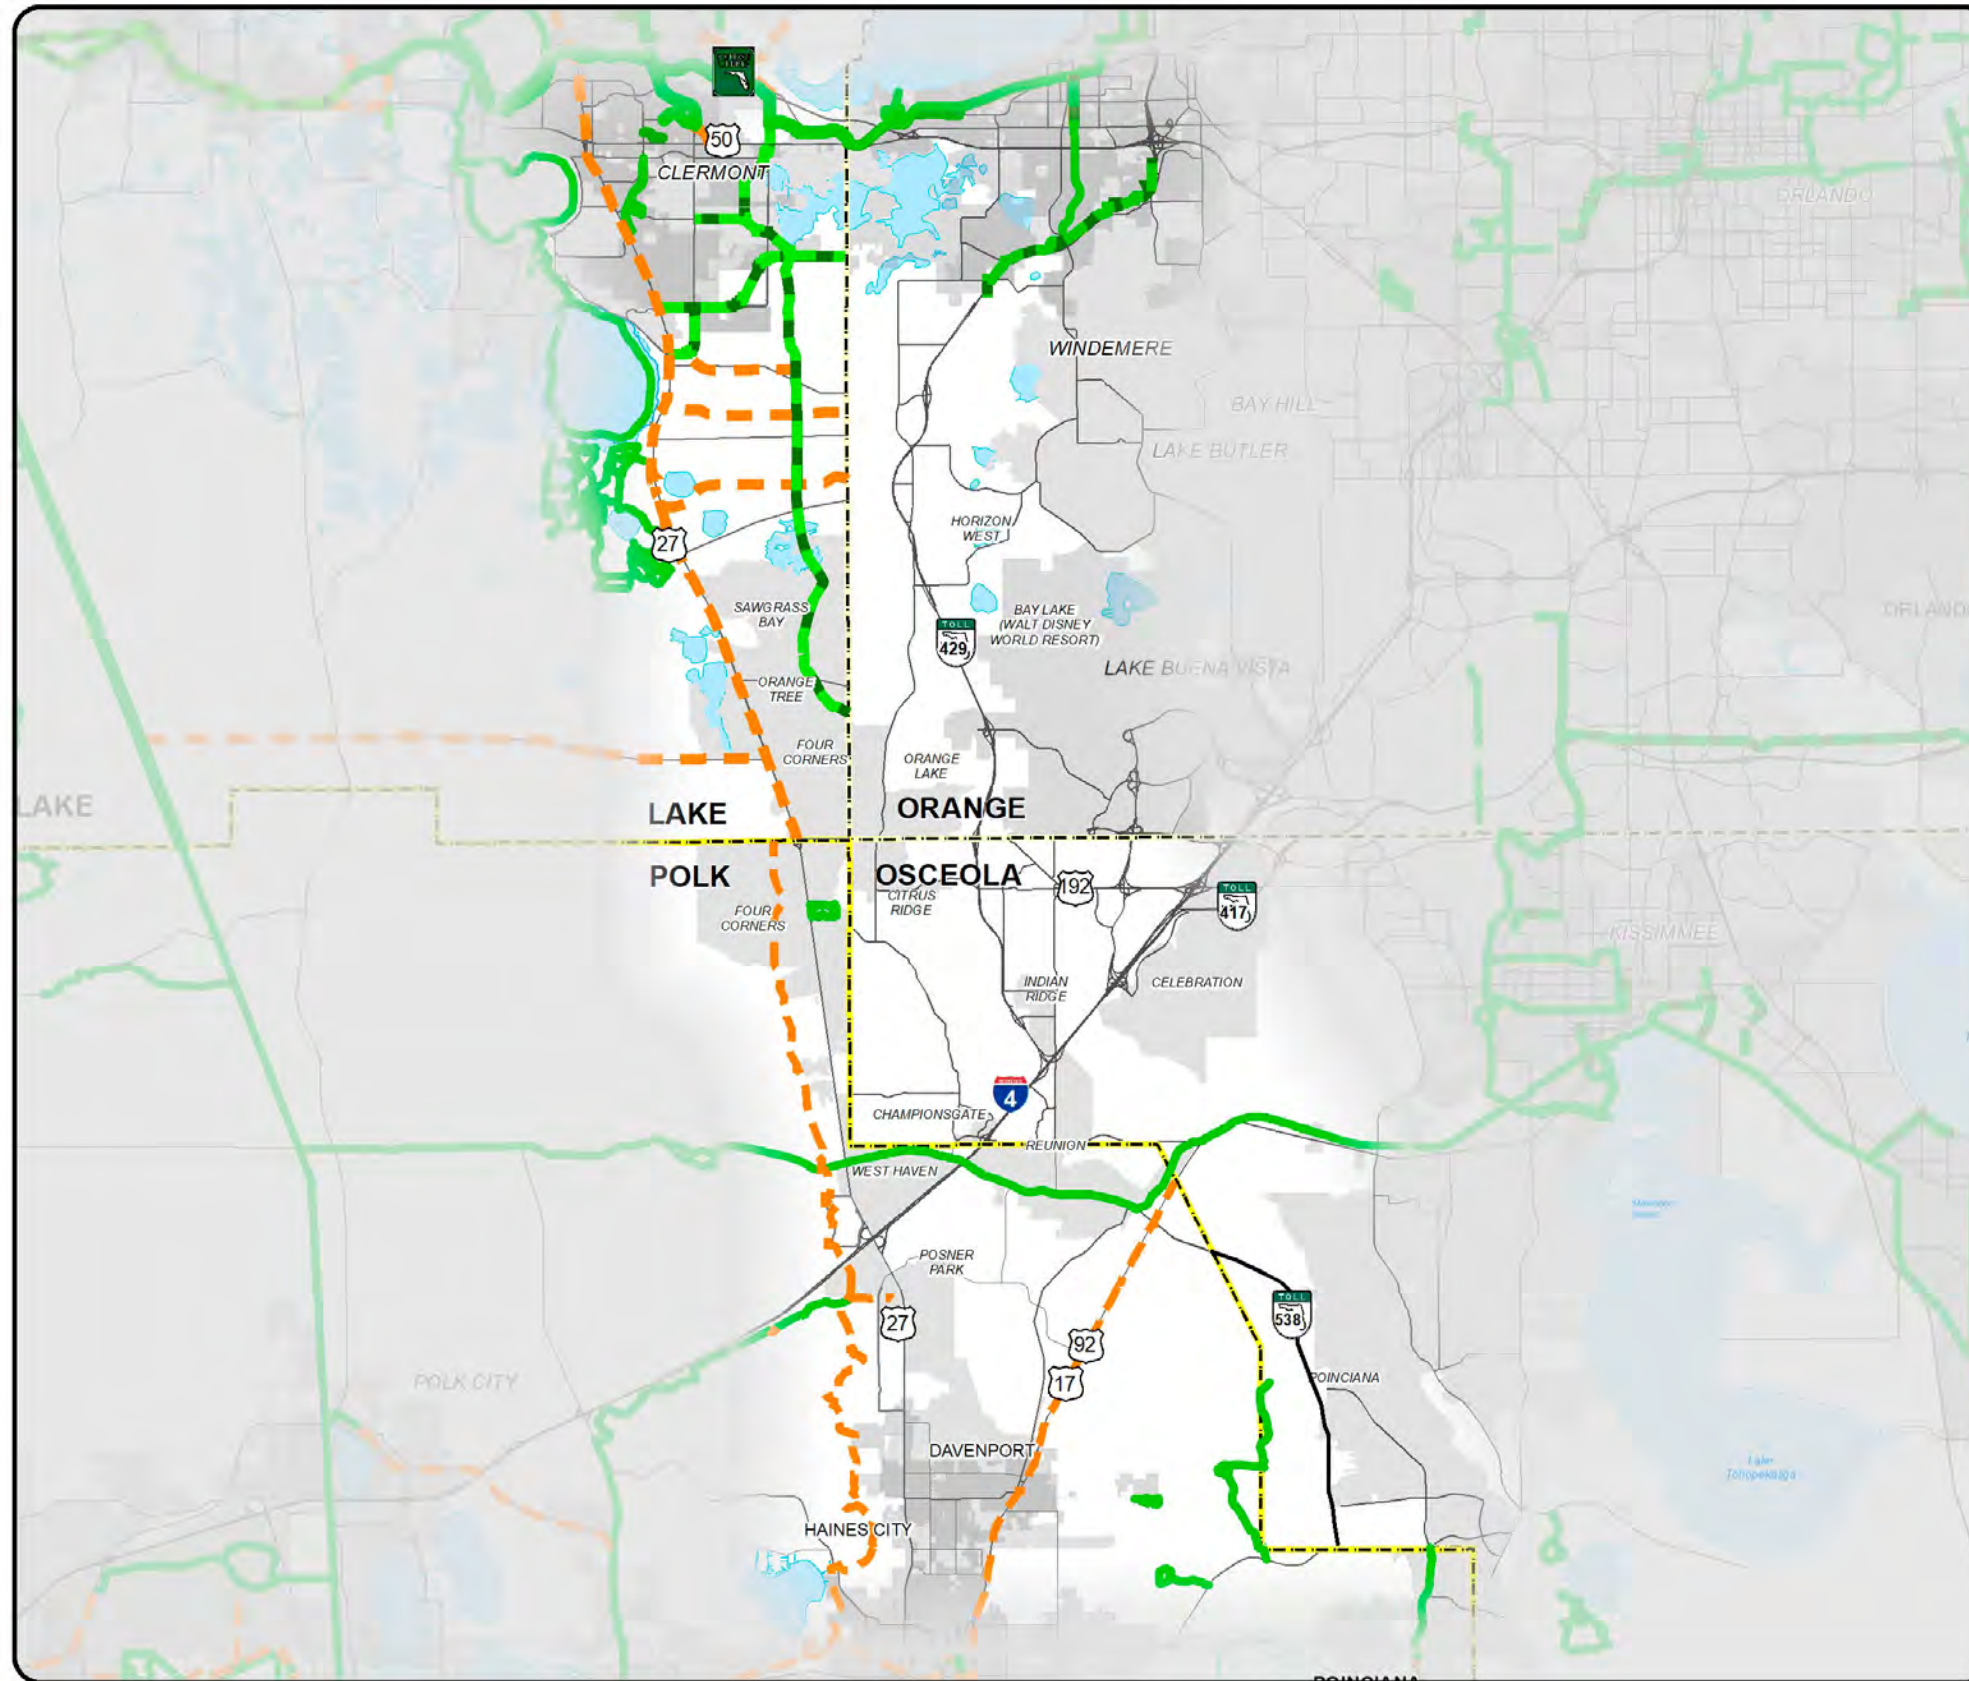 50
CLERMONT
ORLANDO
WINDEMERE
BAY HILL
LAKE BUTLER
HORIZON
WEST
27
SAWGRASS
BAY
BAY LAKE
(WALT DISNEY
WORLD RESORT)
TOLL
429
LAKE BUENA VISTA
ORANGE
TREE
FOUR
CORNERS
ORANGE
LAKE
LAKE
LAKE
ORANGE
POLK
OSCEOLA
CITRUS
RIDGE
192
TOLL
417
FOUR
CORNERS
KISSIMMEE
INDIAN
RIDGE
CELEBRATION
4
CHAMPIONSGATE
REUNION
WEST HAVEN
POSNER
PARK
27
TOLL
538
92
17
POINCIANA
POLK CITY
DAVENPORT
Lake
Tohopekaliga
HAINES CITY